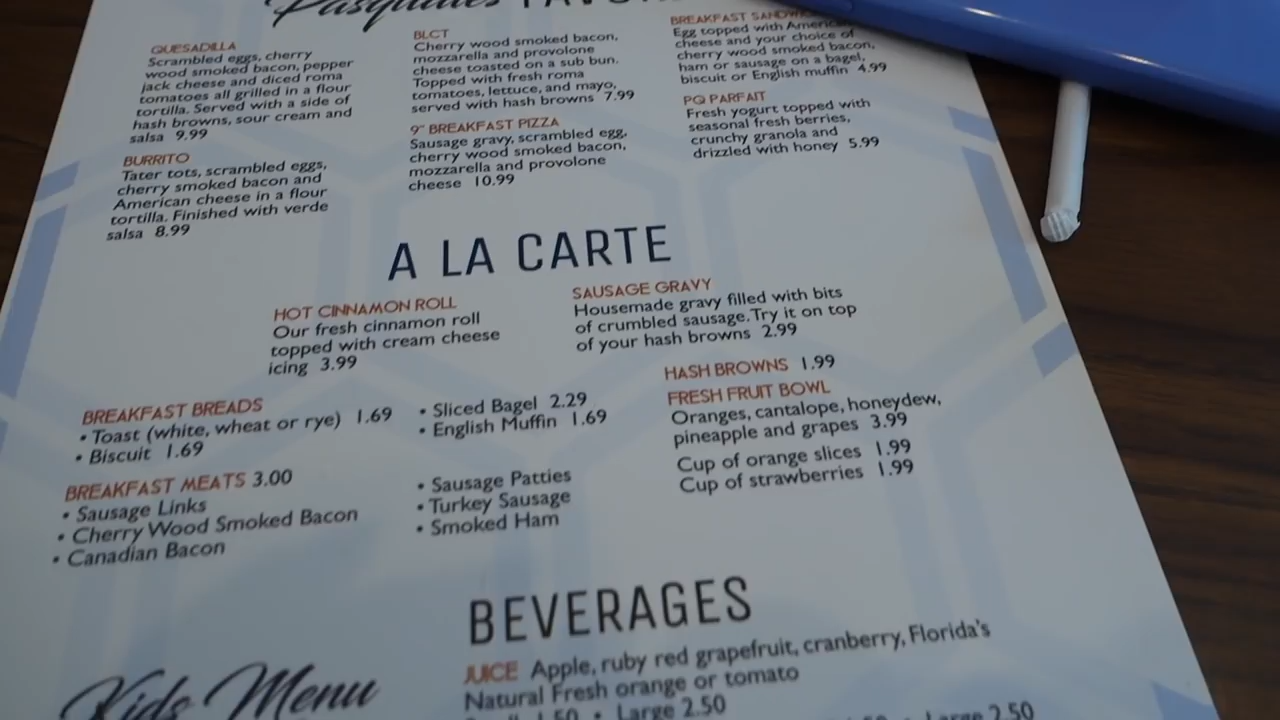 Pasquales FAVOR
QUESADILLA
Scrambled eggs, cherry
wood smoked bacon, pepper
jack cheese and diced roma
tomatoes all grilled in a flour
tortilla. Served with a side of
hash browns, sour cream and
salsa 9.99
BURRITO
Tater tots, scrambled eggs,
cherry smoked bacon and
American cheese in a flour
tortilla. Finished with verde
salsa 8.99
BLCT
Cherry wood smoked bacon,
mozzarella and provolone
cheese toasted on a sub bun.
Topped with fresh roma
tomatoes, lettuce, and mayo,
served with hash browns 7.99
9" BREAKFAST PIZZA
Sausage gravy, scrambled egg,
cherry wood smoked bacon,
mozzarella and provolone
cheese 10.99
BREAKFAST SANDWIC
Egg topped with America
cheese and your choice of
cherry wood smoked bacon,
ham or sausage on a bagel,
biscuit or English muffin 4.99
PQ PARFAIT
Fresh yogurt topped with
seasonal fresh berries,
crunchy granola and
drizzled with honey 5.99
A LA CARTE
HOT CINNAMON ROLL
Our fresh cinnamon roll
topped with cream cheese
icing 3.99
SAUSAGE GRAVY
Housemade gravy filled with bits
of crumbled sausage. Try it on top
of your hash browns 2.99
BREAKFAST BREADS
• Toast (white, wheat or rye) 1.69
• Biscuit 1.69
• Sliced Bagel 2.29
• English Muffin 1.69
HASH BROWNS 1.99
FRESH FRUIT BOWL
Oranges, cantalope, honeydew,
pineapple and grapes 3.99
Cup of orange slices 1.99
Cup of strawberries 1.99
BREAKFAST MEATS 3.00
• Sausage Links
• Cherry Wood Smoked Bacon
• Canadian Bacon
• Sausage Patties
• Turkey Sausage
• Smoked Ham
BEVERAGES
JUICE Apple, ruby red grapefruit, cranberry, Florida's
Natural Fresh orange or tomato
Small 1.50 • Large 2.50
Large 2.50
Kids Menu